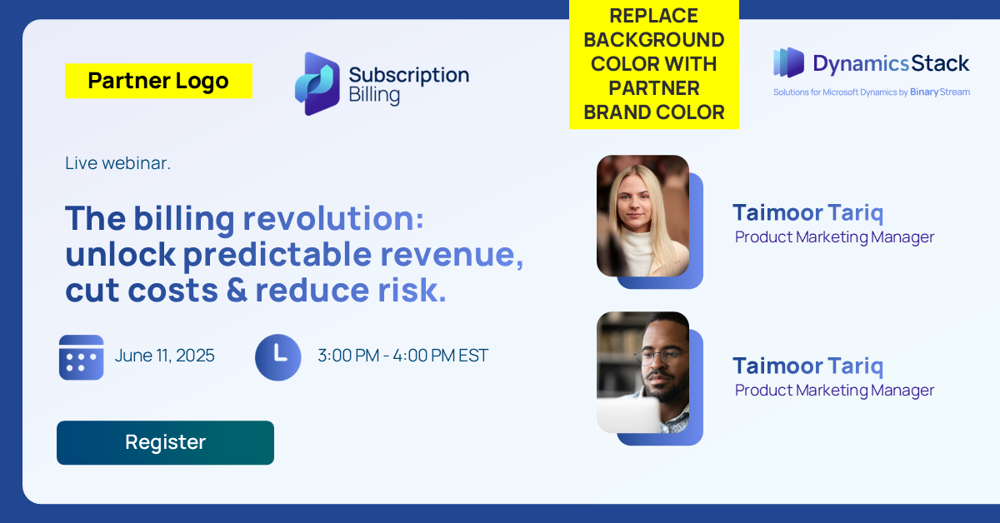 REPLACE
BACKGROUND
COLOR WITH
PARTNER
BRAND COLOR
Partner Logo
Subscription
Billing
DynamicsStack
Solutions for Microsoft Dynamics by BinaryStream
Live webinar.
The billing revolution:
unlock predictable revenue,
cut costs & reduce risk.
June 11, 2025
3:00 PM - 4:00 PM EST
Register
Taimoor Tariq
Product Marketing Manager
Taimoor Tariq
Product Marketing Manager